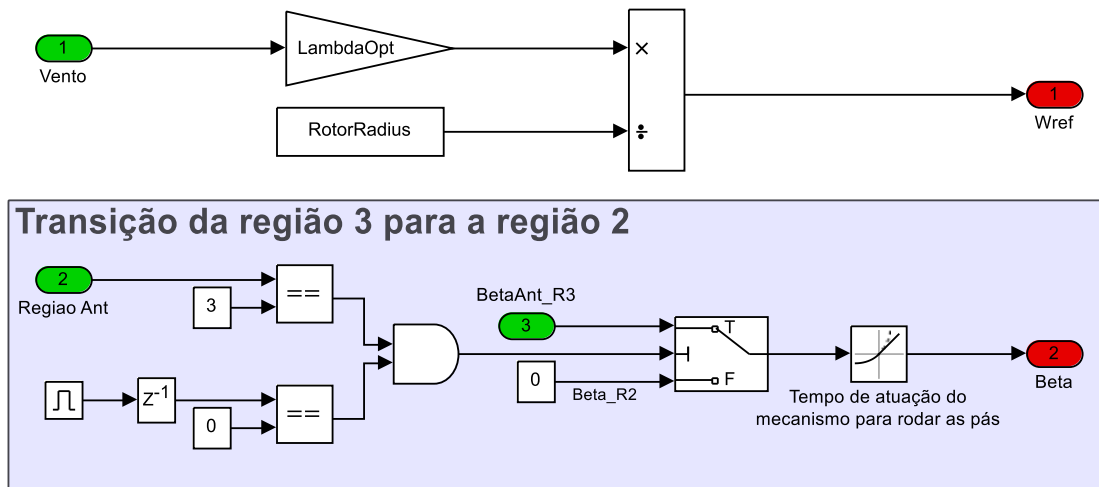 1
Vento
LambdaOpt
RotorRadius
×
÷
1
Wref
Transição da região 3 para a região 2
2
Regiao Ant
3
==
BetaAnt_R3
3
0
Beta_R2
T
F
Z-1
0
==
Tempo de atuação do
mecanismo para rodar as pás
2
Beta